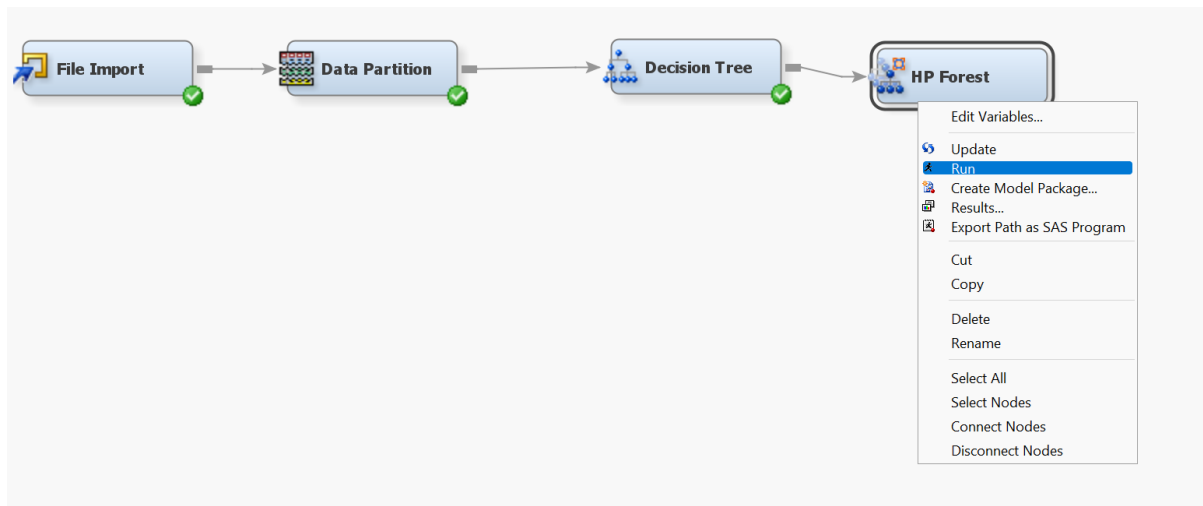 File Import
Data Partition
Decision Tree
HP Forest
Edit Variables...
Update
Run
Create Model Package...
Results...
Export Path as SAS Program
Cut
Copy
Delete
Rename
Select All
Select Nodes
Connect Nodes
Disconnect Nodes